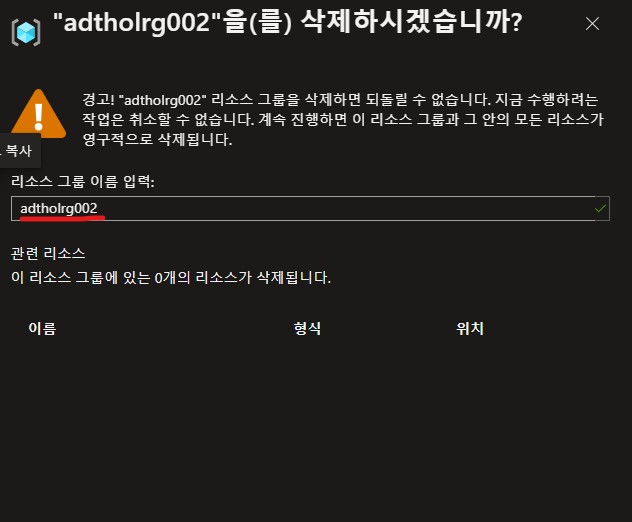 "adtholrg002"을(를) 삭제하시겠습니까?
경고! "adtholrg002" 리소스 그룹을 삭제하면 되돌릴 수 없습니다. 지금 수행하려는
작업은 취소할 수 없습니다. 계속 진행하면 이 리소스 그룹과 그 안의 모든 리소스가
영구적으로 삭제됩니다.
복사
리소스 그룹 이름 입력:
adtholrg002
관련 리소스
이 리소스 그룹에 있는 0개의 리소스가 삭제됩니다.
이름 형식 위치